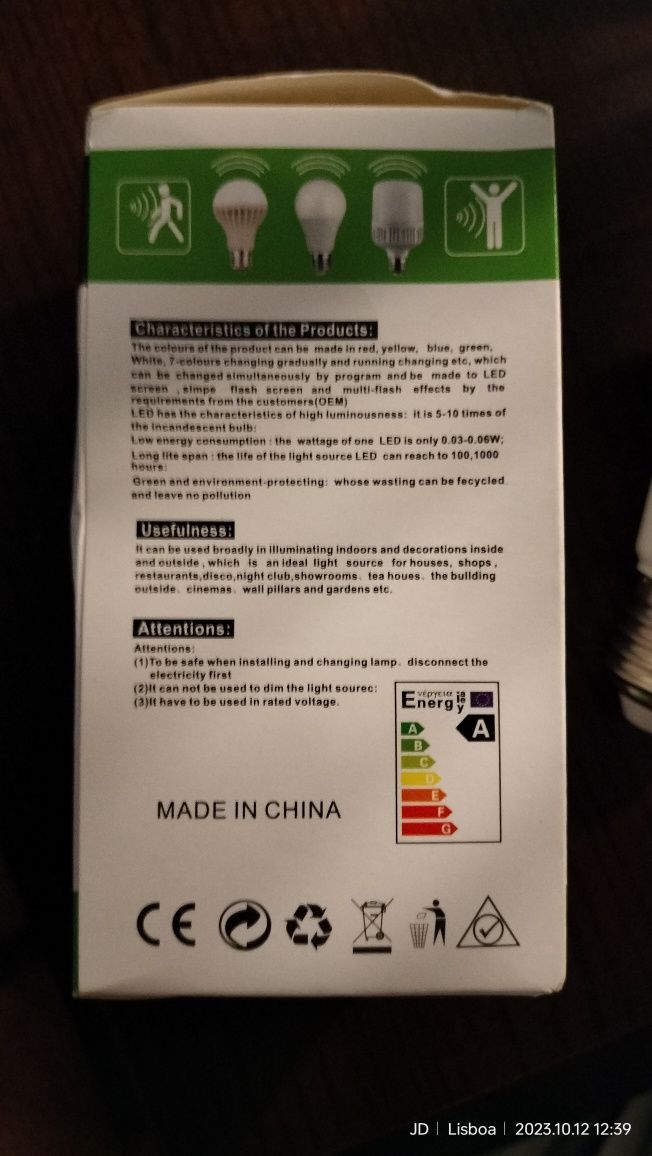 Characteristics of the Products:
The colours of the product can be made in red, yellow, blue, green,
White, 7-colours changing gradually and running changing etc, which
can be changed simultaneously by program and be made to LED
screen , simpe flash screen and multi-flash effects by the
requirements from the customers(OEM)
LED has the characteristics of high luminousness: it is 5-10 times of
the incandescent bulb:
Low energy consumption : the wattage of one LED is only 0.03-0.06W;
Long lite span : the life of the light source LED can reach to 100,1000
hours:
Green and environment-protecting: whose wasting can be fecycled
and leave no pollution
Usefulness:
It can be used broadly in illuminating indoors and decorations inside
and outside , which is an ideal light source for houses, shops ,
restaurants,disco,night club,showrooms. tea houes. the building
outside. cinemas. wall pillars and gardens etc.
Attentions:
Attentions:
(1)To be safe when installing and changing lamp. disconnect the
electricity first
(2)It can not be used to dim the light sourec:
(3)It have to be used in rated voltage.
Energ
νέργεια
ia
ie
y
A
A
B
C
D
E
F
G
MADE IN CHINA
CE
JD | Lisboa | 2023.10.12 12:39